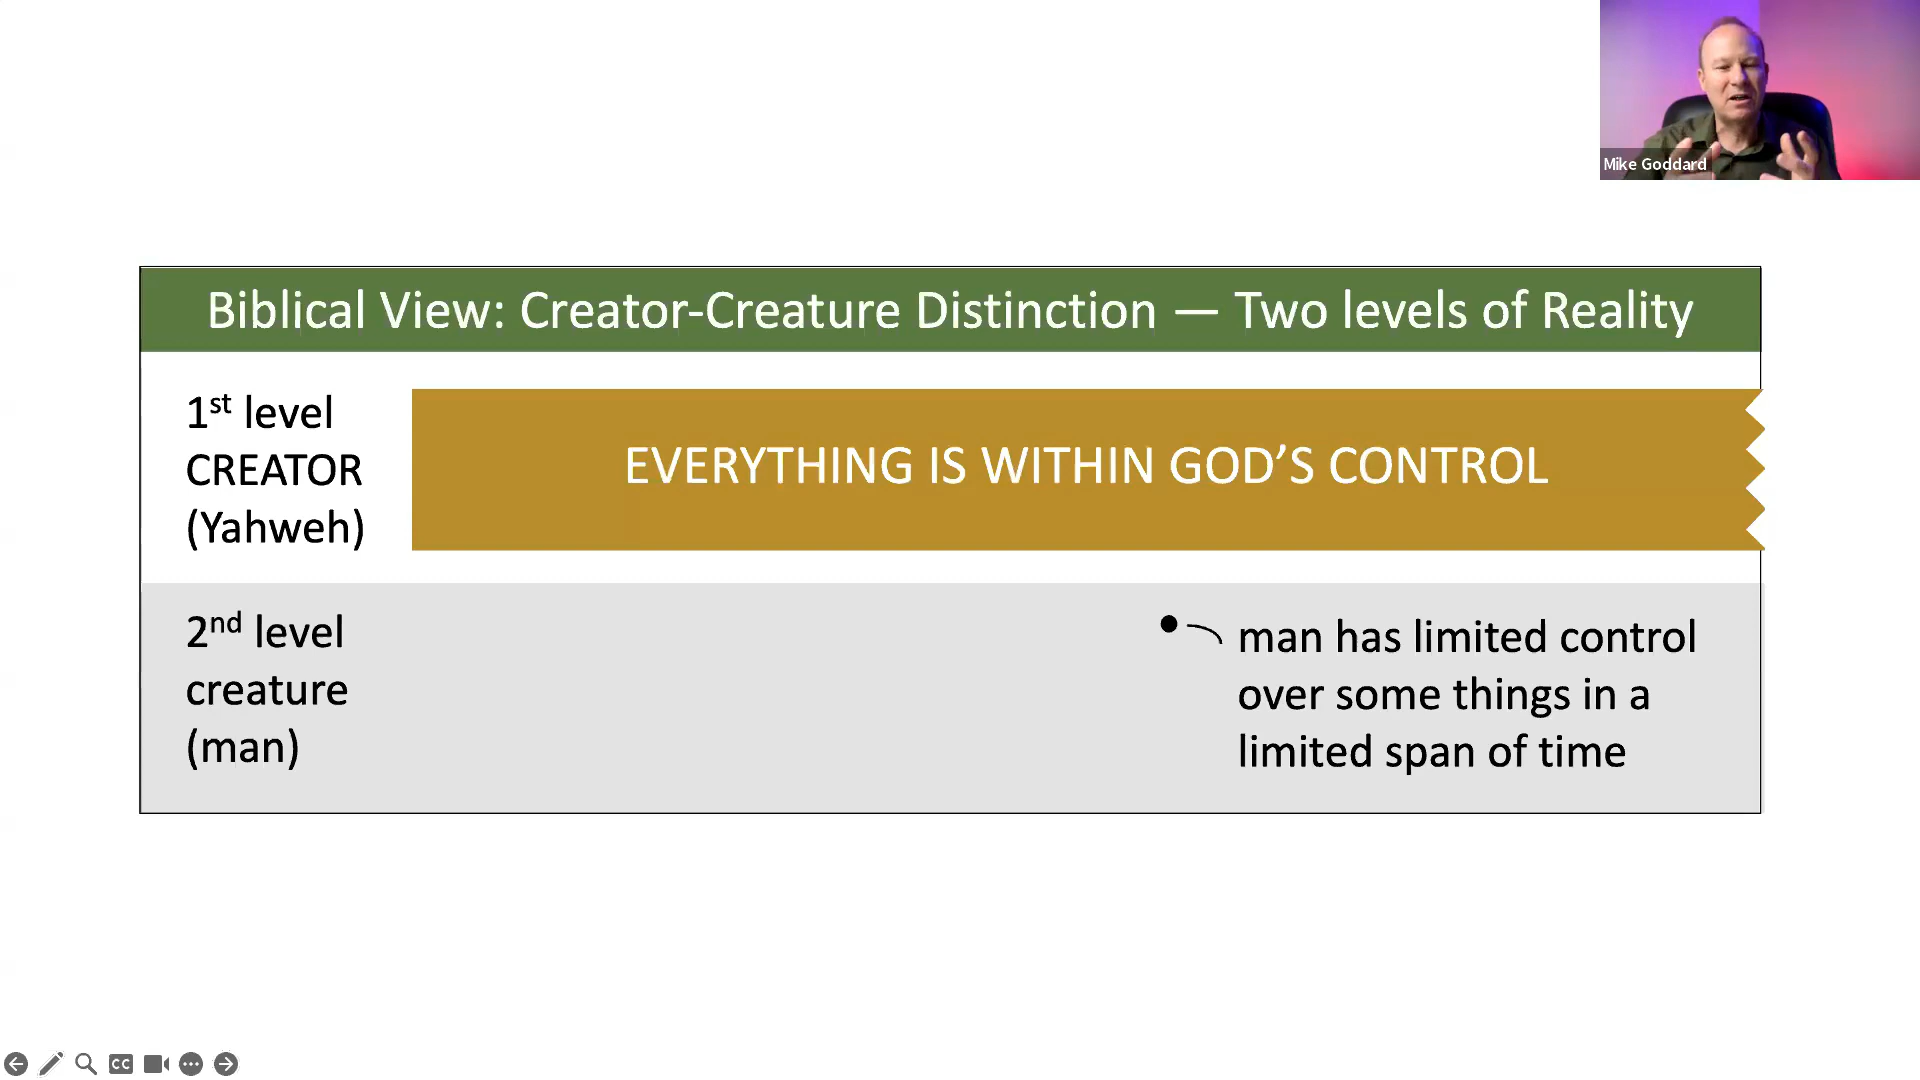 Mike Goddard
Biblical View: Creator-Creature Distinction — Two levels of Reality
1st level
CREATOR
(Yahweh)
EVERYTHING IS WITHIN GOD’S CONTROL
2nd level
creature
(man)
man has limited control
over some things in a
limited span of time
CC